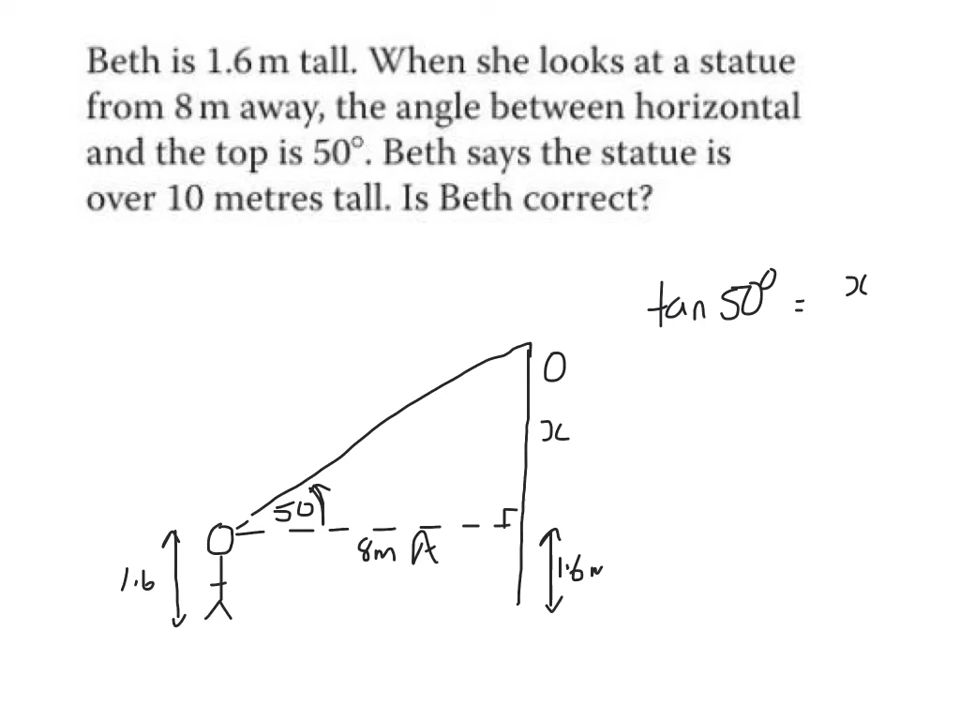 Beth is 1.6 m tall. When she looks at a statue
from 8 m away, the angle between horizontal
and the top is 50°. Beth says the statue is
over 10 metres tall. Is Beth correct?
tan 50° = x
O
x
50
8m A
1.6
1.6 m